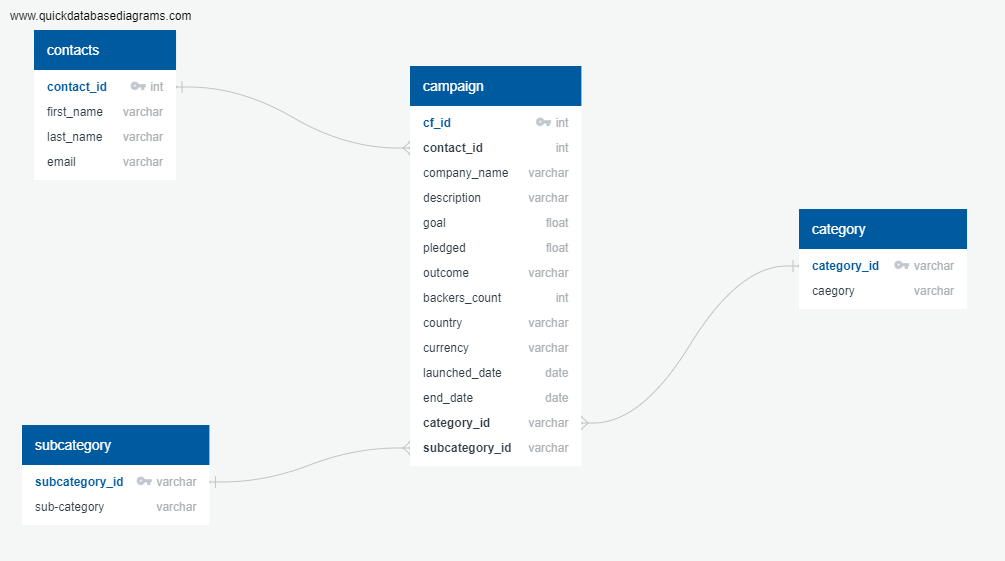 www.quickdatabasediagrams.com
contacts
contact_id int
first_name varchar
last_name varchar
email varchar
campaign
cf_id int
contact_id int
company_name varchar
description varchar
goal float
pledged float
outcome varchar
backers_count int
country varchar
currency varchar
launched_date date
end_date date
category_id varchar
subcategory_id varchar
category
category_id varchar
caegory varchar
subcategory
subcategory_id varchar
sub-category varchar